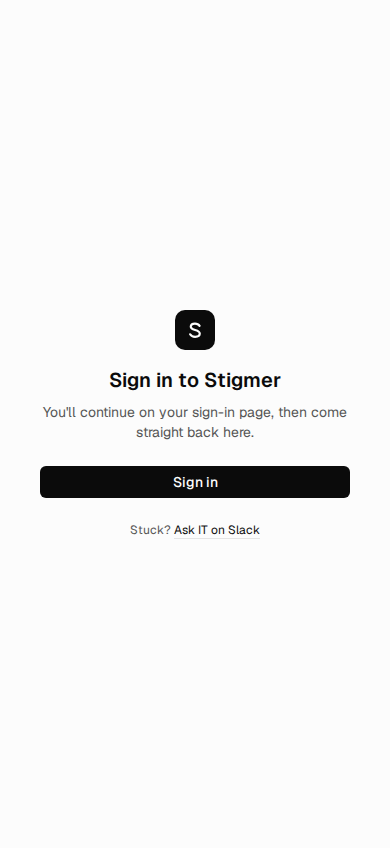 S
Sign in to Stigmer
You'll continue on your sign-in page, then come
straight back here.
Sign in
Stuck? Ask IT on Slack